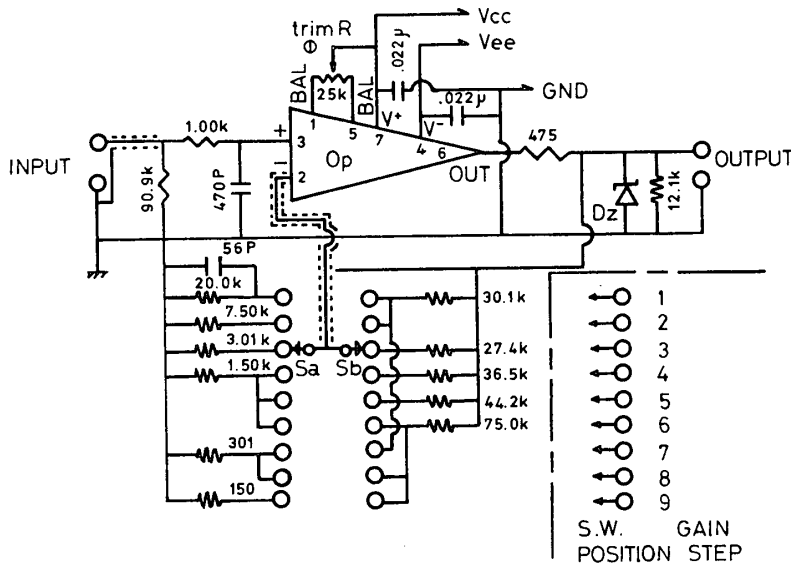 trim R
Φ
Vcc
Vee
.022µ
BAL
25k
BAL
GND
.022µ
1
5
V+
7
V-
4
1.00k
+
3
Op
6
475
INPUT
−
2
OUT
OUTPUT
90.9k
470P
Dz
12.1k
56P
20.0k
30.1k
1
7.50k
2
3.01k
27.4k
3
Sa
Sb
1.50k
36.5k
4
44.2k
5
75.0k
6
301
7
8
150
9
S.W. GAIN
POSITION STEP